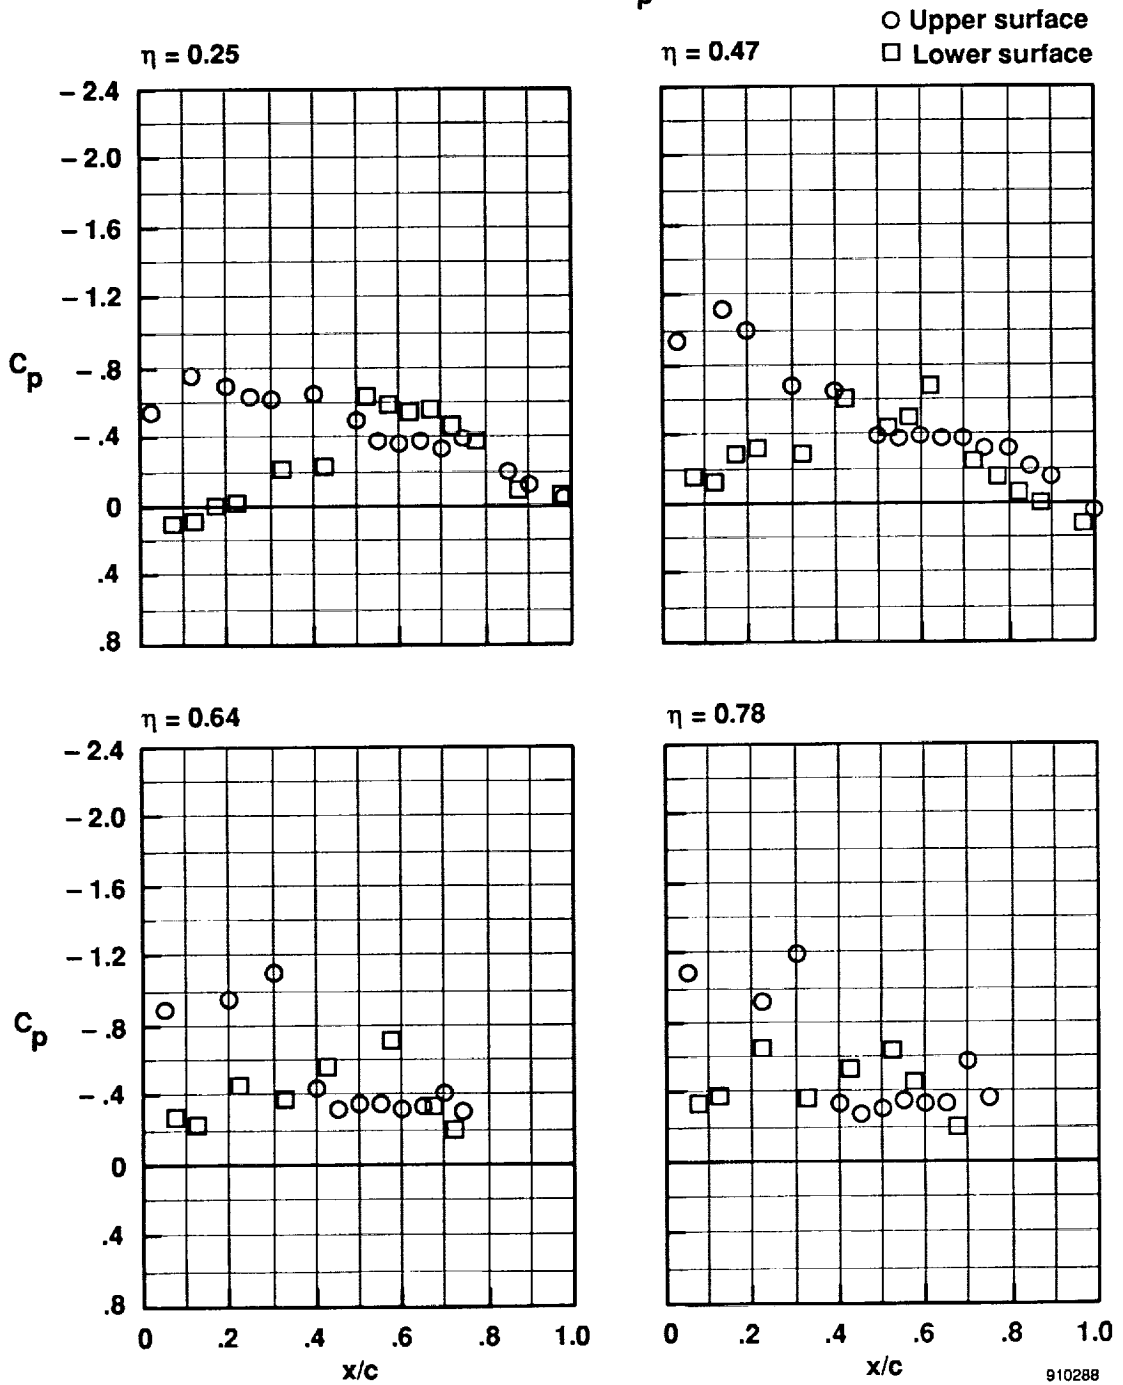 p
Upper surface
Lower surface
η = 0.25
η = 0.47
– 2.4
– 2.0
– 1.6
– 1.2
– .8
– .4
0
.4
.8
Cp
η = 0.64
η = 0.78
– 2.4
– 2.0
– 1.6
– 1.2
– .8
– .4
0
.4
.8
Cp
0 .2 .4 .6 .8 1.0
x/c
0 .2 .4 .6 .8 1.0
x/c
910288